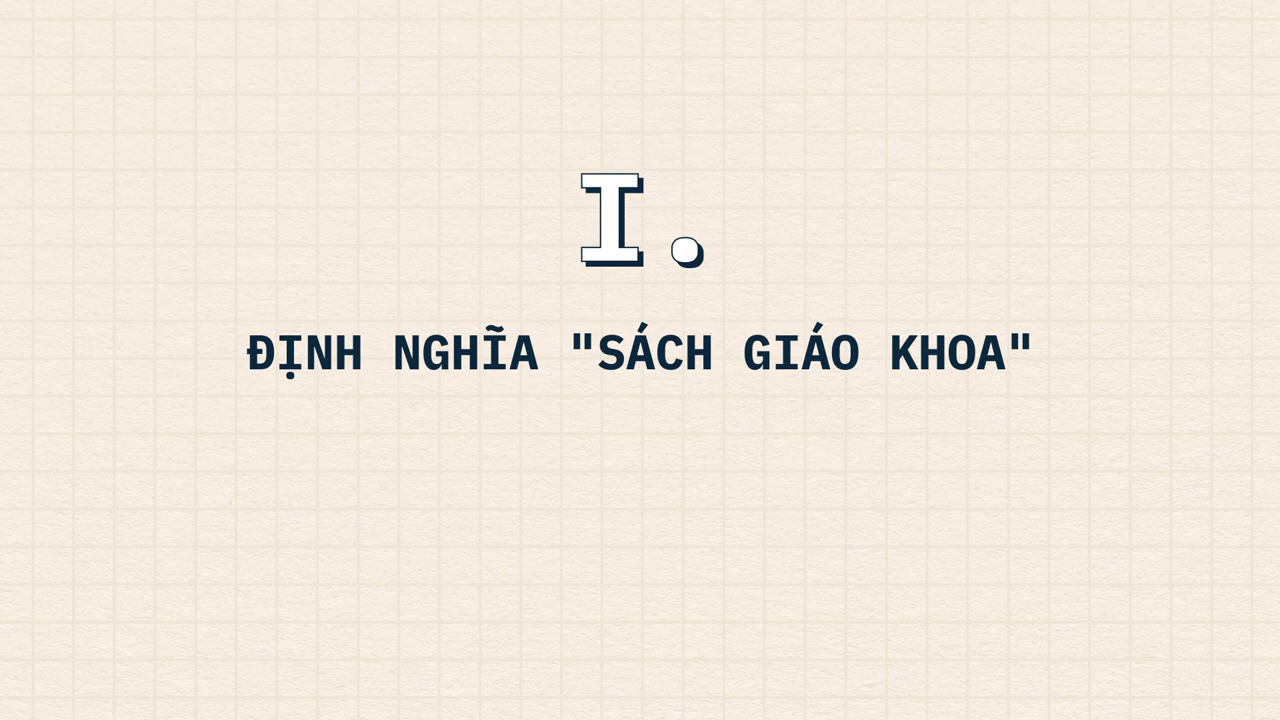 I.
ĐỊNH NGHĨA "SÁCH GIÁO KHOA"